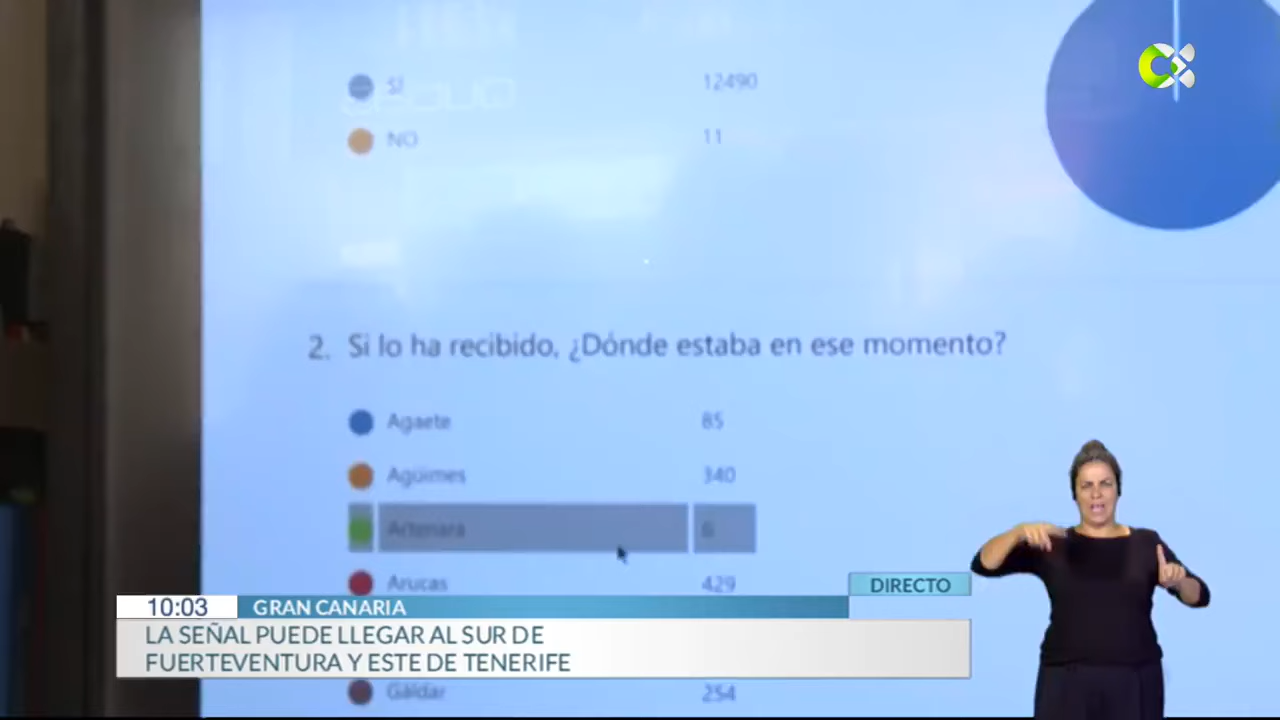 SÍ 12490
NO 11
2. Si lo ha recibido, ¿Dónde estaba en ese momento?
Agaete 85
Agüimes 340
Artenara 6
Arucas 429
DIRECTO
10:03 GRAN CANARIA
LA SEÑAL PUEDE LLEGAR AL SUR DE
FUERTEVENTURA Y ESTE DE TENERIFE
Gáldar 254